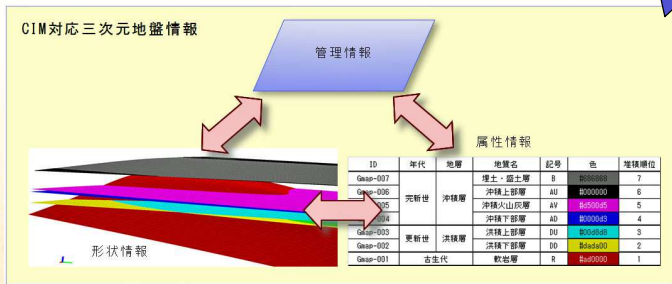 CIM対応三次元地盤情報
管理情報
属性情報
形状情報
ID 年代 地層 地質名 記号 色 堆積順位
Gmap-007 埋土・盛土層 B #686868 7
Gmap-006 完新世 沖積層 沖積上部層 AU #000000 6
005 沖積火山灰層 AV #d500d5 5
004 沖積下部層 AD #0000d3 4
Gmap-003 更新世 洪積層 洪積上部層 DU #00d8d8 3
Gmap-002 洪積下部層 DD #dada00 2
Gmap-001 古生代 軟岩層 R #ad0000 1